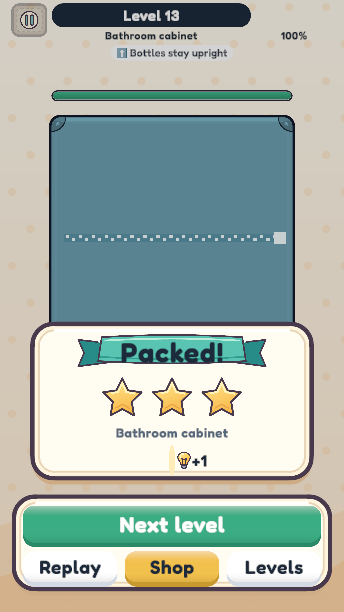 Level 13
Bathroom cabinet 100%
Bottles stay upright
Packed!
Bathroom cabinet
+1
Next level
Replay Shop Levels